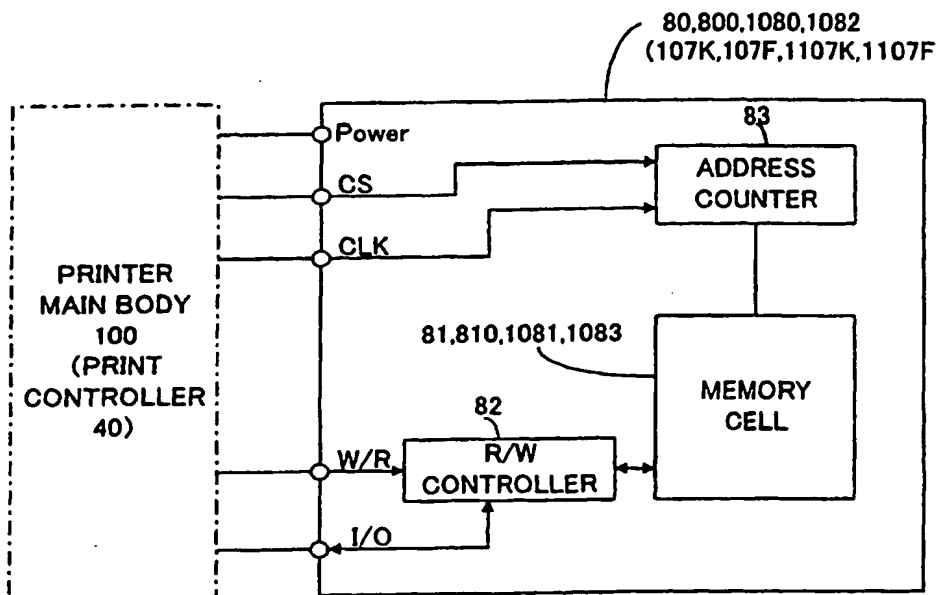 80,800,1080,1082
(107K,107F,1107K,1107F
Power
83
CS
ADDRESS
COUNTER
CLK
PRINTER
MAIN BODY
100
(PRINT
CONTROLLER
40)
81,810,1081,1083
MEMORY
CELL
82
W/R
R/W
CONTROLLER
I/O